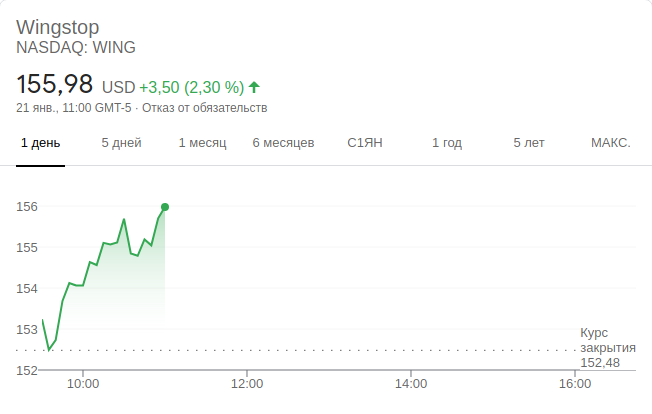 Wingstop
NASDAQ: WING
155,98 USD +3,50 (2,30 %)
21 янв., 11:00 GMT-5 · Отказ от обязательств
1 день 5 дней 1 месяц 6 месяцев С1ЯН 1 год 5 лет МАКС.
156
155
154
153
152
Курс
закрытия
152,48
10:00 12:00 14:00 16:00